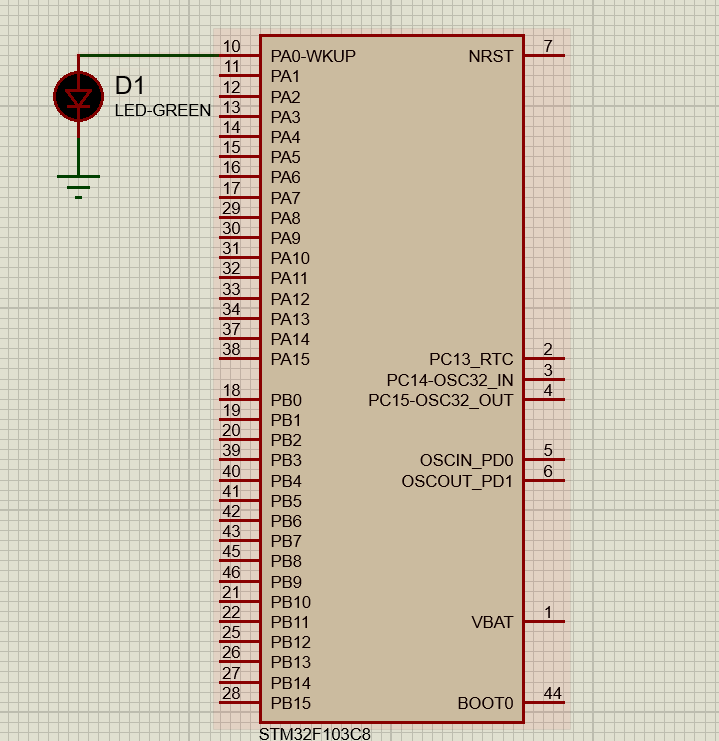 10 PA0-WKUP NRST 7
11 PA1
D1
12 PA2
LED-GREEN
13 PA3
14 PA4
15 PA5
16 PA6
17 PA7
29 PA8
30 PA9
31 PA10
32 PA11
33 PA12
34 PA13
37 PA14
38 PA15 PC13_RTC 2
PC14-OSC32_IN 3
18 PB0 PC15-OSC32_OUT 4
19 PB1
20 PB2
39 PB3 OSCIN_PD0 5
40 PB4 OSCOUT_PD1 6
41 PB5
42 PB6
43 PB7
45 PB8
46 PB9
21 PB10
22 PB11 VBAT 1
25 PB12
26 PB13
27 PB14
28 PB15 BOOT0 44
STM32F103C8